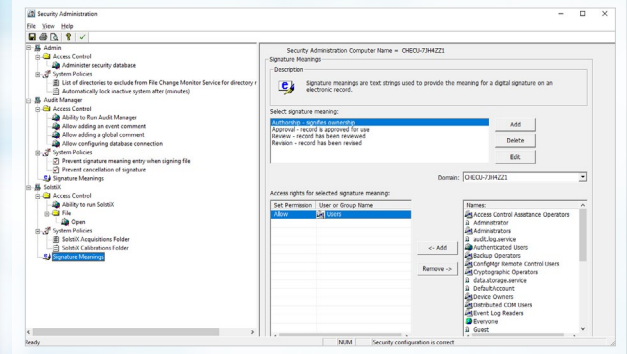 Security Administration
File View Help
Admin
Access Control
Administer security database
System Policies
List of directories to exclude from File Change Monitor Service for directory r
Automatically lock inactive system after (minutes)
Audit Manager
Access Control
Ability to Run Audit Manager
Allow adding an event comment
Allow adding a global comment
Allow configuring database connection
System Policies
Prevent signature meaning entry when signing file
Prevent cancellation of signature
Signature Meanings
SolstiX
Access Control
Ability to run SolstiX
File
Open
System Policies
SolstiX Acquisitions Folder
SolstiX Calibrations Folder
Signature Meanings
Security Administration Computer Name = CHECU-7JH4ZZ1
Signature Meanings
Description
Signature meanings are text strings used to provide the meaning for a digital signature on an
electronic record.
Select signature meaning:
Authorship - signifies ownership
Approval - record is approved for use
Review - record has been reviewed
Revision - record has been revised
Add
Delete
Edit
Domain: CHECU-7JH4ZZ1
Access rights for selected signature meaning:
Set Permission User or Group Name
Allow Users
<- Add
Remove ->
Names:
Access Control Assistance Operators
Administrator
Administrators
audit.log.service
Authenticated Users
Backup Operators
ConfigMgr Remote Control Users
Cryptographic Operators
data.storage.service
DefaultAccount
Device Owners
Distributed COM Users
Event Log Readers
Everyone
Guest
Ready
NUM Security configuration is correct